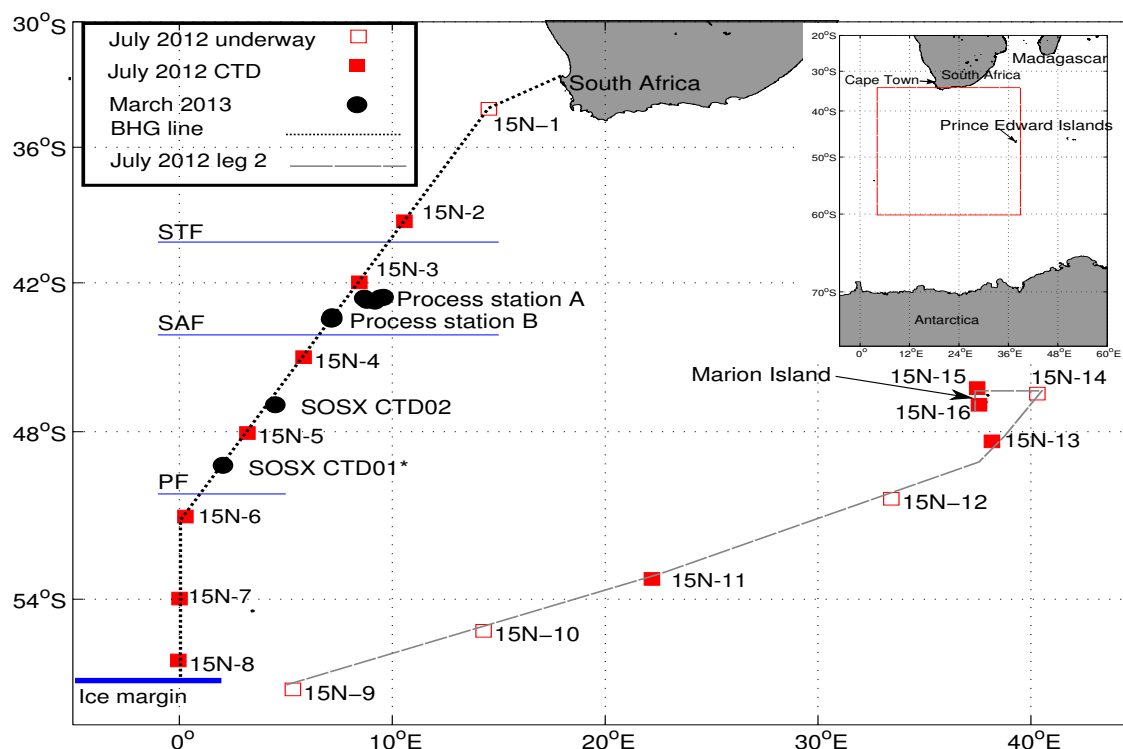 30°S
36°S
42°S
48°S
54°S
July 2012 underway
July 2012 CTD
March 2013
BHG line
July 2012 leg 2
South Africa
15N−1
15N-2
STF
15N-3
Process station A
Process station B
SAF
15N-4
SOSX CTD02
15N-5
SOSX CTD01*
PF
15N-6
15N-7
15N-8
Ice margin
15N−9
15N−10
15N-11
15N−12
15N-13
15N−14
15N-15
15N-16
Marion Island
0°
10°E
20°E
30°E
40°E
20°S
30°S
40°S
50°S
60°S
70°S
Madagascar
Cape Town
South Africa
Prince Edward Islands
Antarctica
0°
12°E
24°E
36°E
48°E
60°E